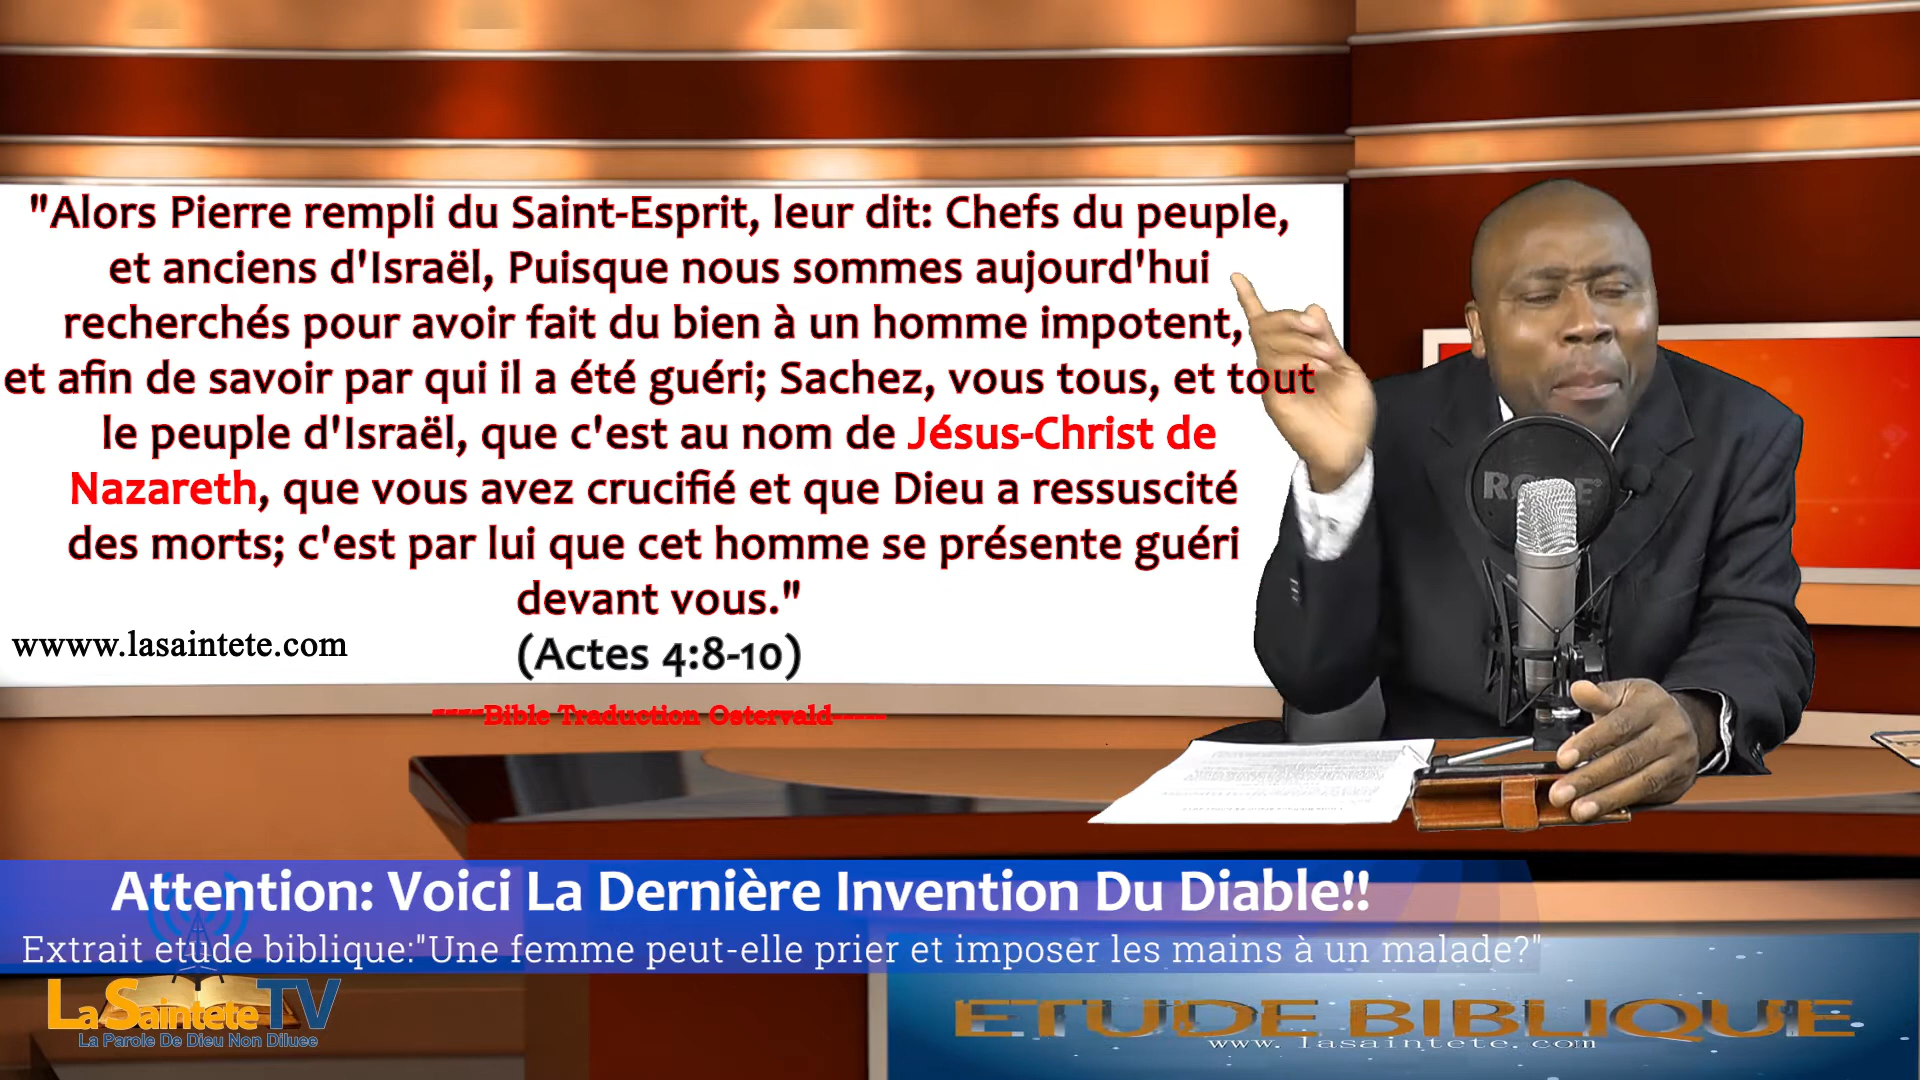 "Alors Pierre rempli du Saint-Esprit, leur dit: Chefs du peuple,
et anciens d'Israël, Puisque nous sommes aujourd'hui
recherchés pour avoir fait du bien à un homme impotent,
et afin de savoir par qui il a été guéri; Sachez, vous tous, et tout
le peuple d'Israël, que c'est au nom de Jésus-Christ de
Nazareth, que vous avez crucifié et que Dieu a ressuscité
des morts; c'est par lui que cet homme se présente guéri
devant vous."
(Actes 4:8-10)
wwww.lasaintete.com
----Bible Traduction Ostervald-----
RODE
Attention: Voici La Dernière Invention Du Diable!!
Extrait etude biblique:"Une femme peut-elle prier et imposer les mains à un malade?"
La Saintete TV
La Parole De Dieu Non Diluee
ETUDE BIBLIQUE
www. lasaintete. com